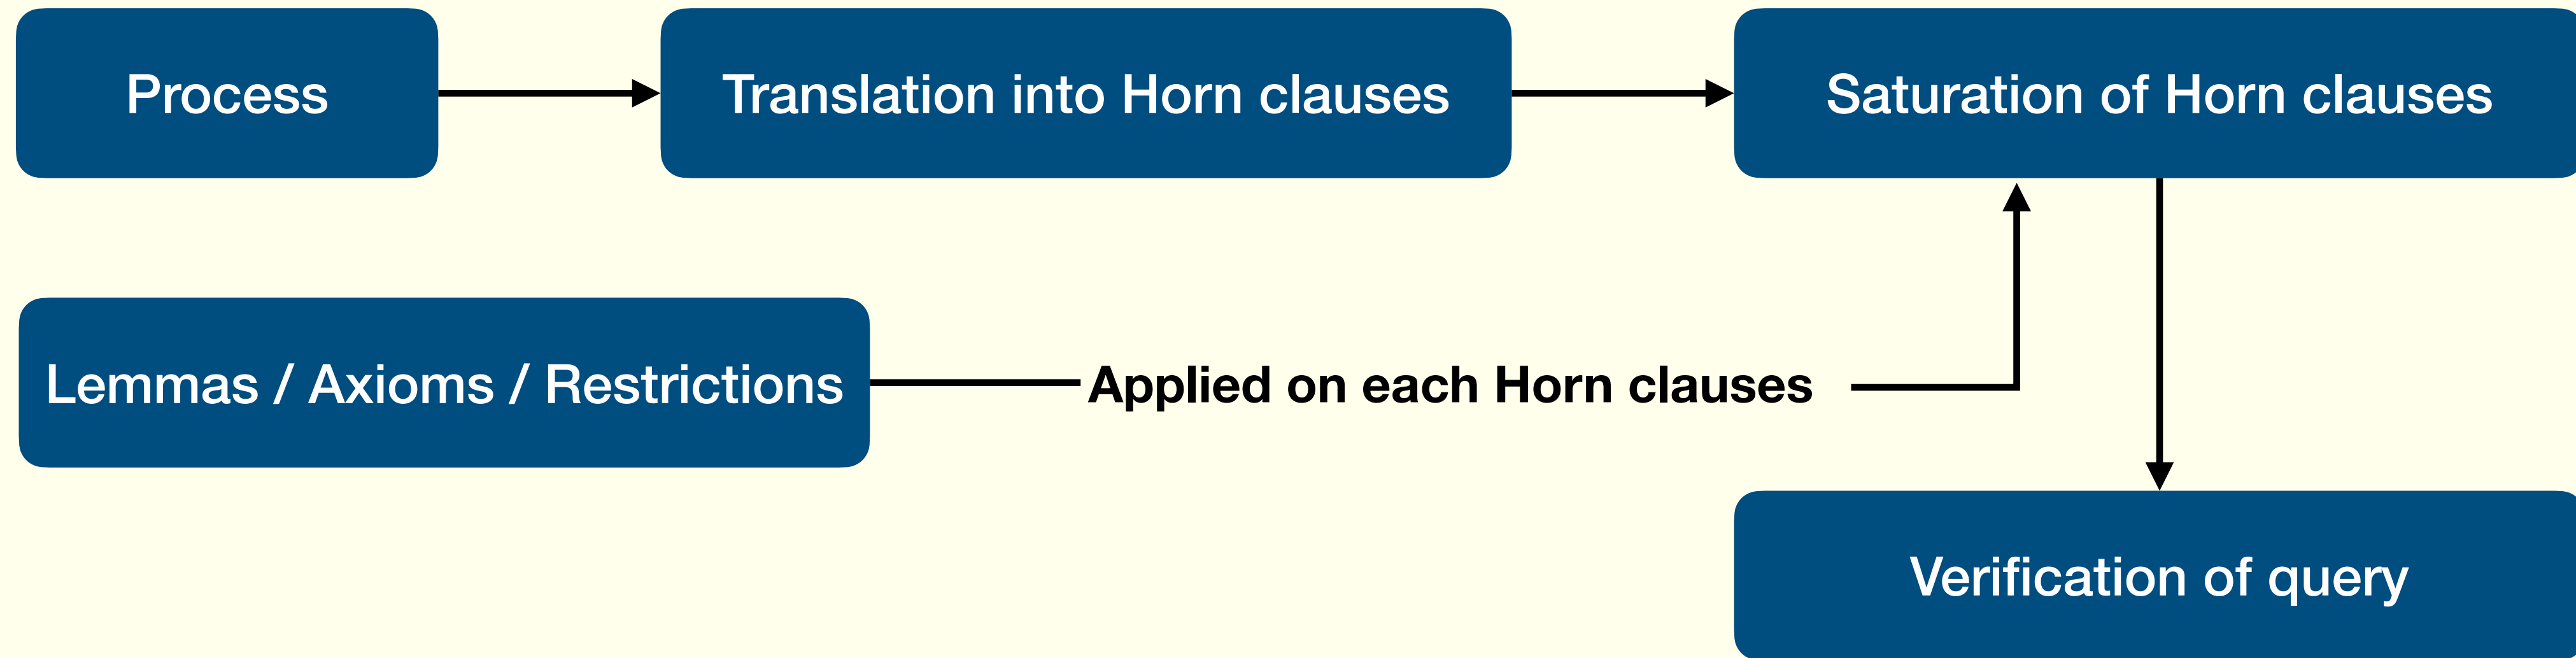 Process
Translation into Horn clauses
Saturation of Horn clauses
Lemmas / Axioms / Restrictions
Applied on each Horn clauses
Verification of query